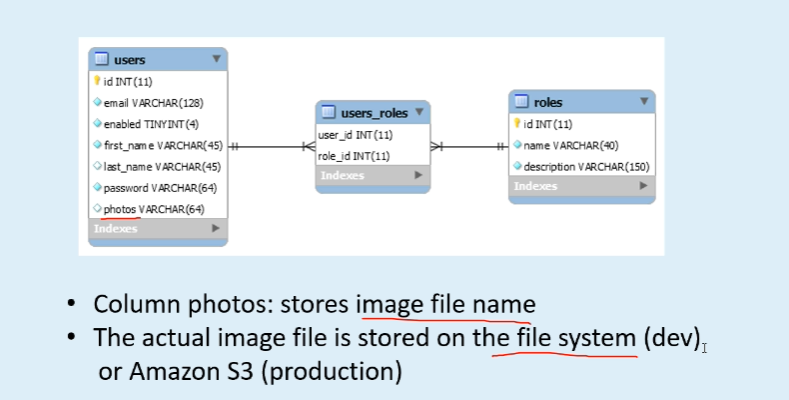 users
id INT(11)
email VARCHAR(128)
enabled TINYINT(4)
first_name VARCHAR(45)
last_name VARCHAR(45)
password VARCHAR(64)
photos VARCHAR(64)
Indexes
users_roles
user_id INT(11)
role_id INT(11)
Indexes
roles
id INT(11)
name VARCHAR(40)
description VARCHAR(150)
Indexes
• Column photos: stores image file name
• The actual image file is stored on the file system (dev)
or Amazon S3 (production)